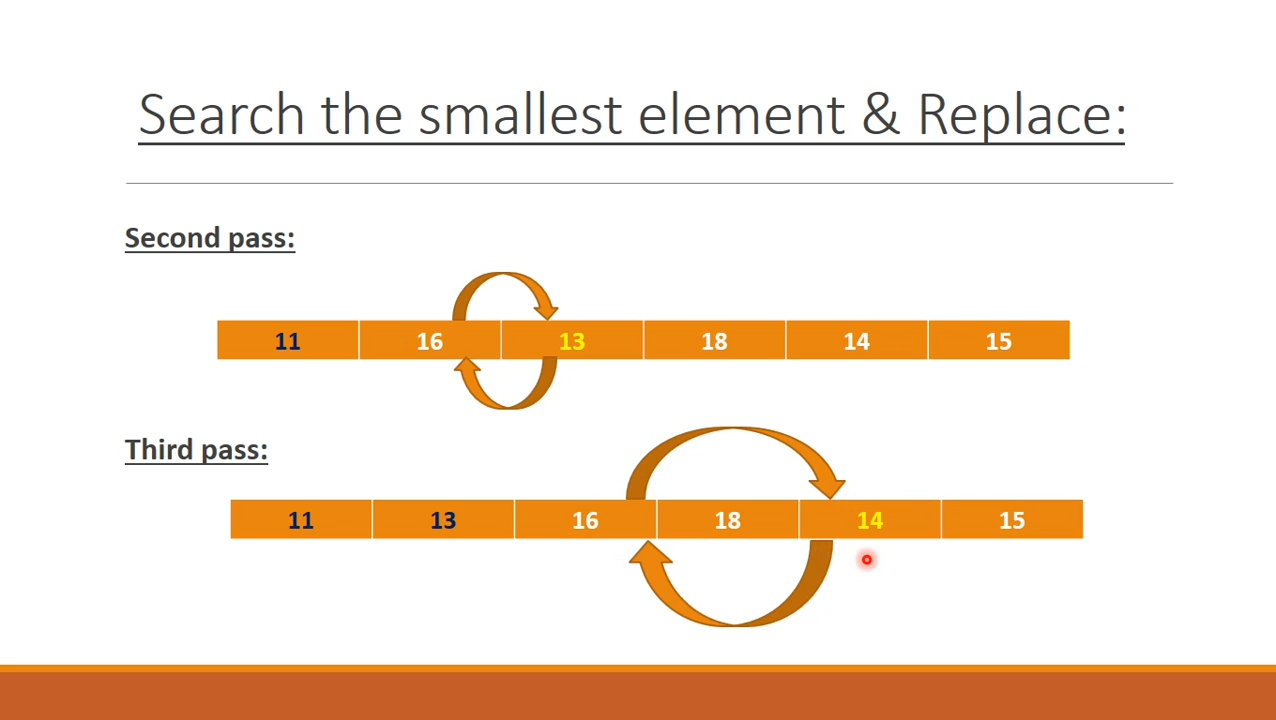 Search the smallest element & Replace:
Second pass:
11 16 13 18 14 15
Third pass:
11 13 16 18 14 15